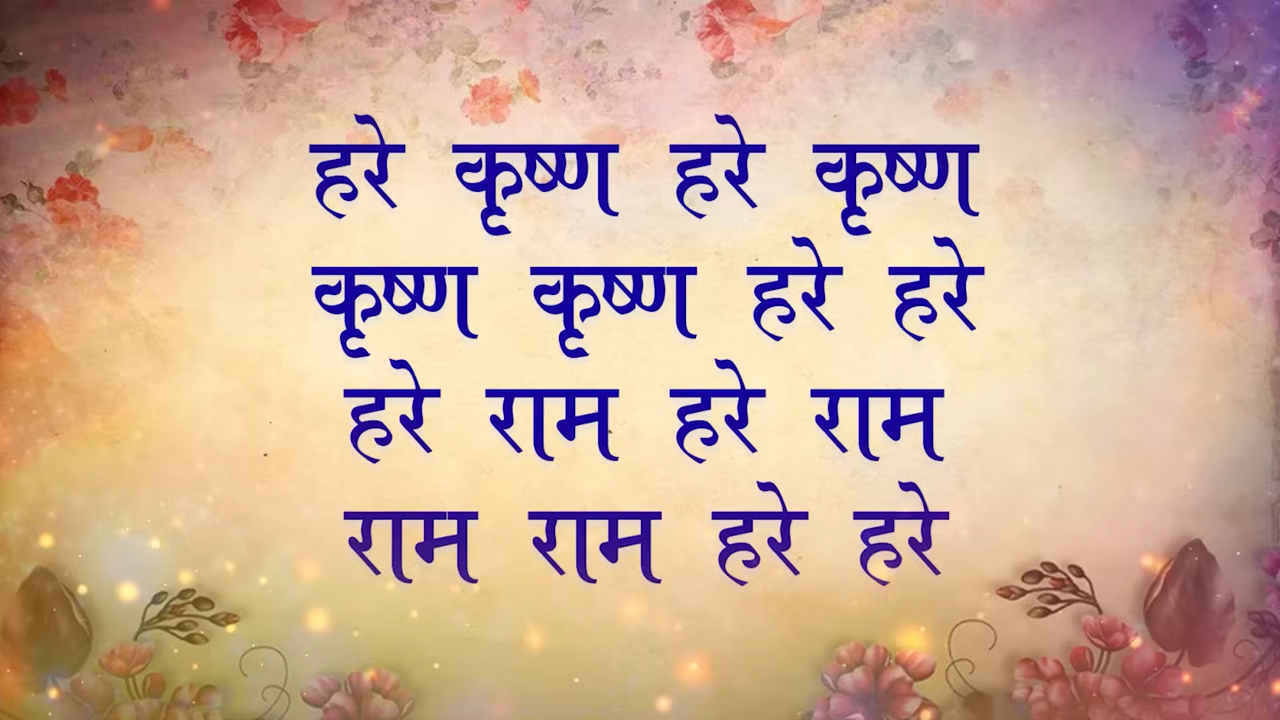 हरे कृष्ण हरे कृष्ण
कृष्ण कृष्ण हरे हरे
हरे राम हरे राम
राम राम हरे हरे